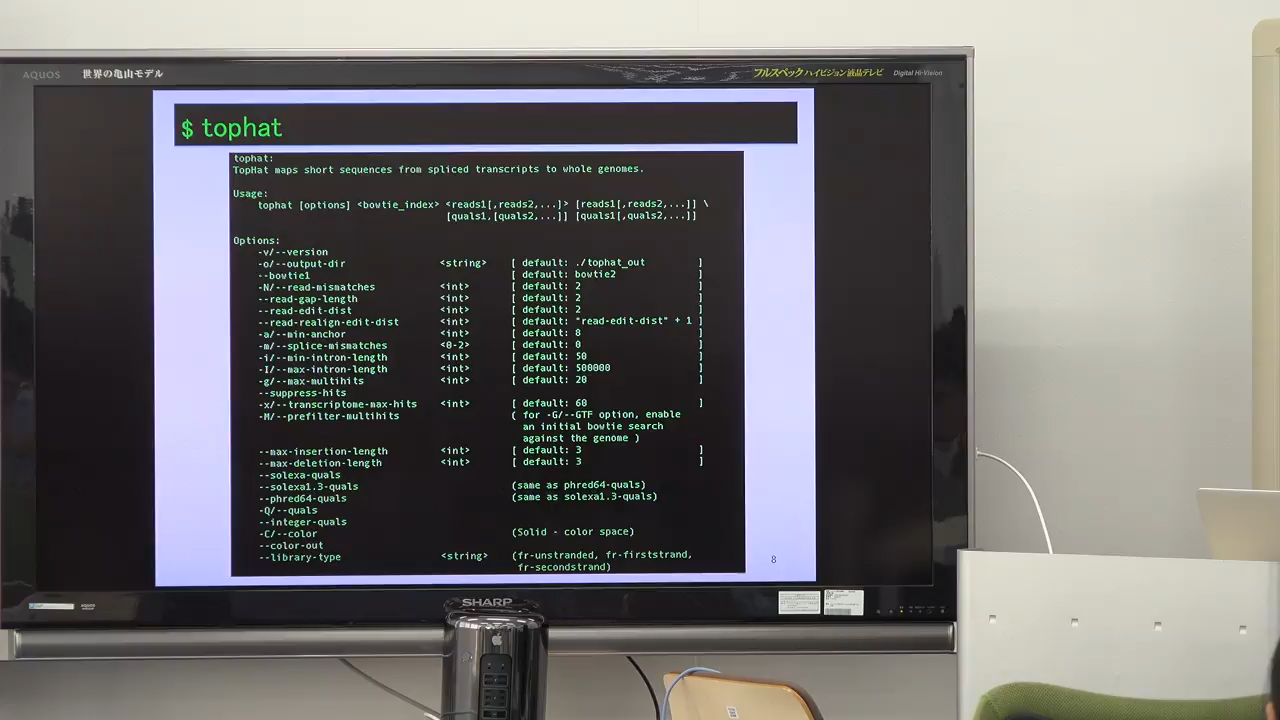 AQUOS 世界の亀山モデル フルスペックハイビジョン液晶テレビ Digital Hi-Vision
$ tophat
tophat:
TopHat maps short sequences from spliced transcripts to whole genomes.
Usage:
tophat [options] <bowtie_index> <reads1[,reads2,...]> [reads1[,reads2,...]] \
[quals1,[quals2,...]] [quals1[,quals2,...]]
Options:
-v/--version
-o/--output-dir <string> [ default: ./tophat_out ]
--bowtie1 [ default: bowtie2 ]
-N/--read-mismatches <int> [ default: 2 ]
--read-gap-length <int> [ default: 2 ]
--read-edit-dist <int> [ default: 2 ]
--read-realign-edit-dist <int> [ default: "read-edit-dist" + 1 ]
-a/--min-anchor <int> [ default: 8 ]
-m/--splice-mismatches <0-2> [ default: 0 ]
-i/--min-intron-length <int> [ default: 50 ]
-I/--max-intron-length <int> [ default: 500000 ]
-g/--max-multihits <int> [ default: 20 ]
--suppress-hits
-x/--transcriptome-max-hits <int> [ default: 60 ]
-M/--prefilter-multihits ( for -G/--GTF option, enable
an initial bowtie search
against the genome )
--max-insertion-length <int> [ default: 3 ]
--max-deletion-length <int> [ default: 3 ]
--solexa-quals
--solexa1.3-quals (same as phred64-quals)
--phred64-quals (same as solexa1.3-quals)
-Q/--quals
--integer-quals
-C/--color (Solid - color space)
--color-out
--library-type <string> (fr-unstranded, fr-firststrand,
fr-secondstrand)
8
SHARP